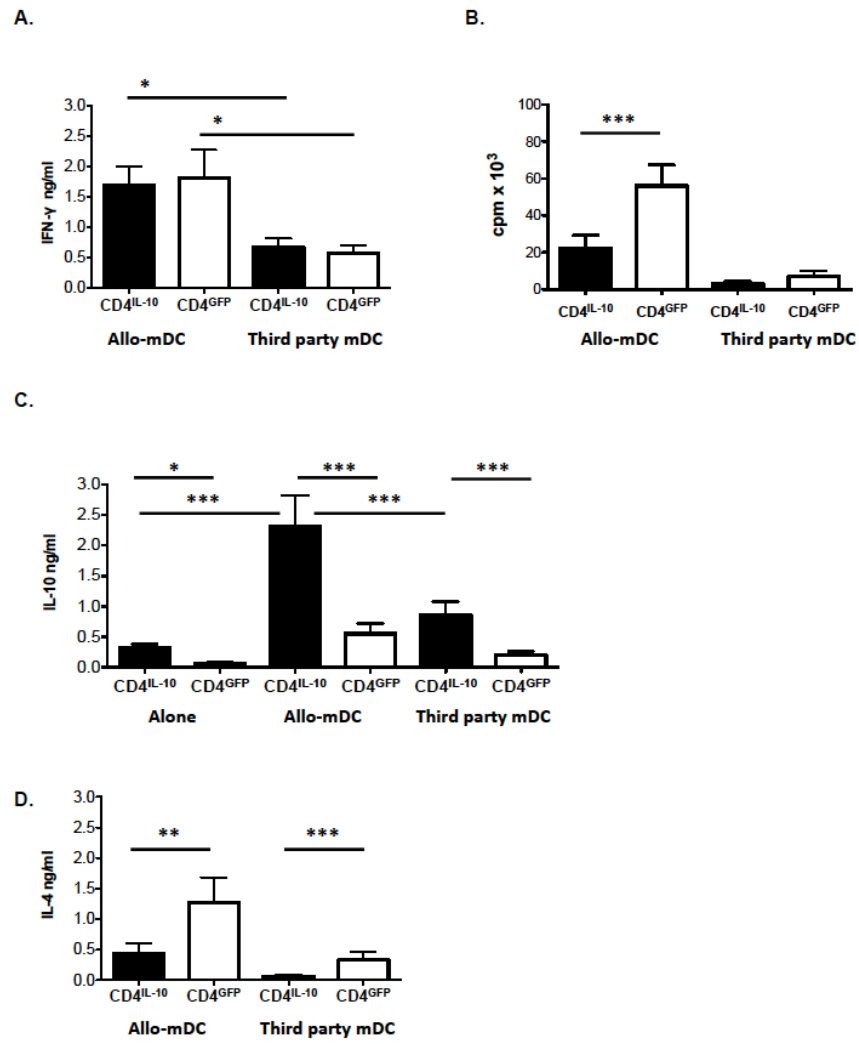 A.
*
*
3.0
2.5
2.0
1.5
1.0
0.5
0.0
IFN-γ ng/ml
CD4IL-10 CD4GFP CD4IL-10 CD4GFP
Allo-mDC Third party mDC
B.
***
100
80
60
40
20
0
cpm x 10³
CD4IL-10 CD4GFP CD4IL-10 CD4GFP
Allo-mDC Third party mDC
C.
* *** ***
*** ***
3.0
2.5
2.0
1.5
1.0
0.5
0.0
IL-10 ng/ml
CD4IL-10 CD4GFP CD4IL-10 CD4GFP CD4IL-10 CD4GFP
Alone Allo-mDC Third party mDC
D.
** ***
3.0
2.5
2.0
1.5
1.0
0.5
0.0
IL-4 ng/ml
CD4IL-10 CD4GFP CD4IL-10 CD4GFP
Allo-mDC Third party mDC